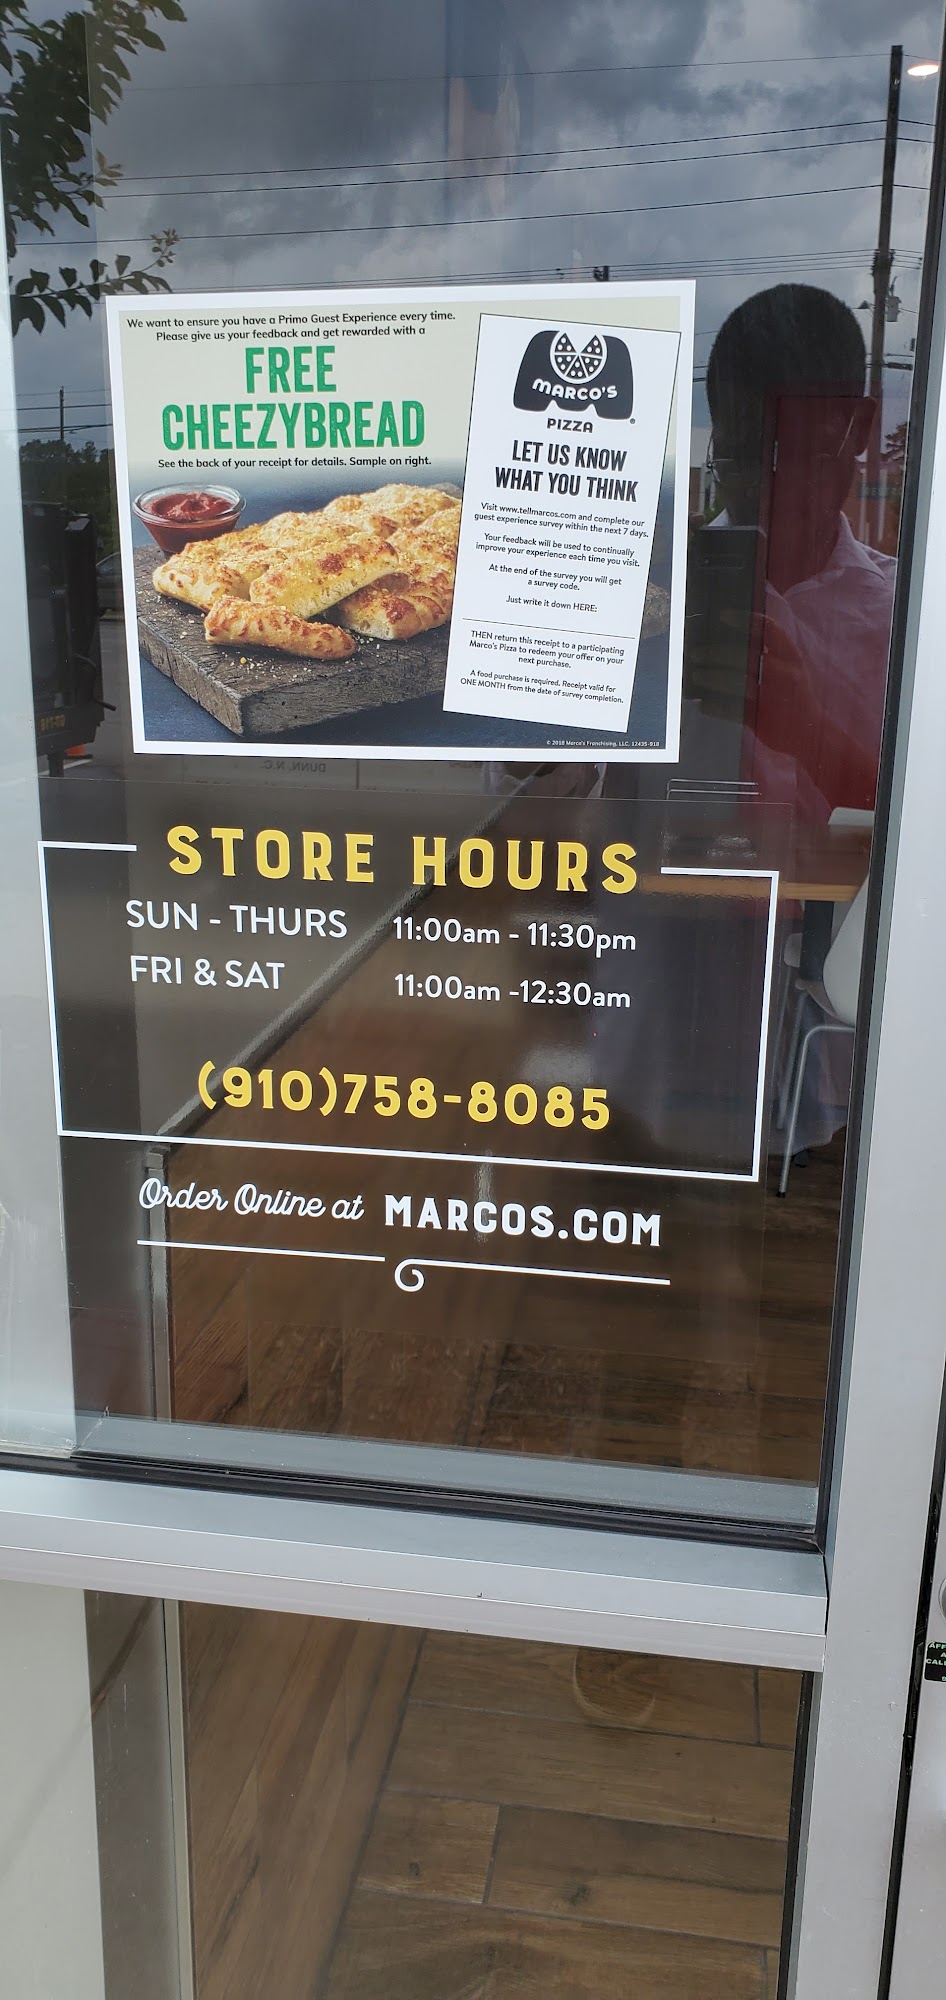 We want to ensure you have a Primo Guest Experience every time.
Please give us your feedback and get rewarded with a
FREE
CHEEZYBREAD
See the back of your receipt for details. Sample on right.
MARCO'S
PIZZA
LET US KNOW
WHAT YOU THINK
Visit www.tellmarcos.com and complete our
guest experience survey within the next 7 days.
Your feedback will be used to continually
improve your experience each time you visit.
At the end of the survey you will get
a survey code.
Just write it down HERE:
THEN return this receipt to a participating
Marco's Pizza to redeem your offer on your
next purchase.
A food purchase is required. Receipt valid for
ONE MONTH from the date of survey completion.
© 2018 Marco's Franchising, LLC. 12435-918
DUNN, N.C.
STORE HOURS
SUN - THURS 11:00am - 11:30pm
FRI & SAT 11:00am -12:30am
(910)758-8085
Order Online at MARCOS.COM